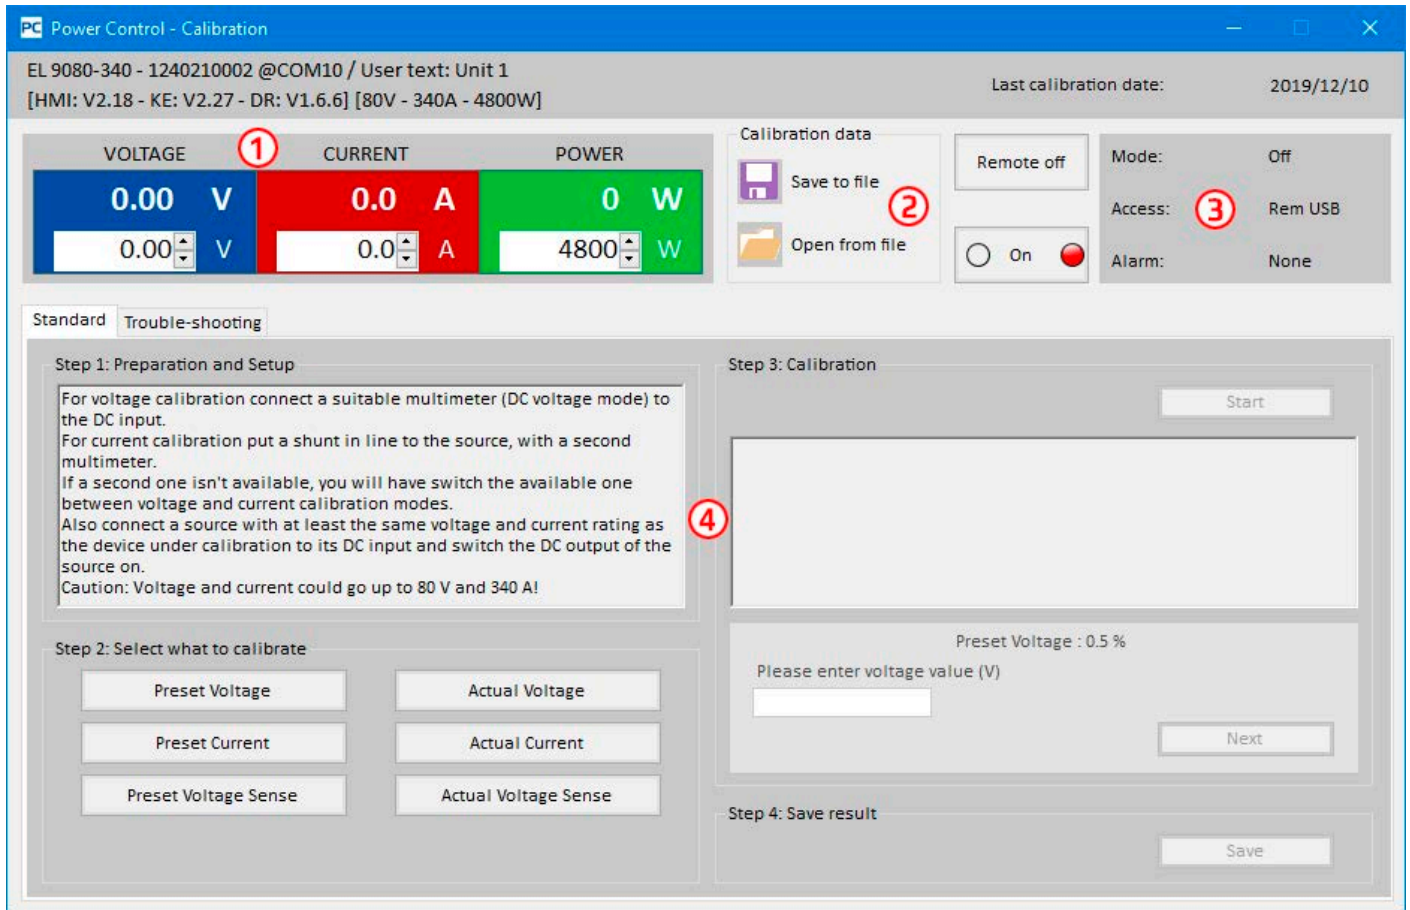 PC Power Control - Calibration
EL 9080-340 - 1240210002 @COM10 / User text: Unit 1
[HMI: V2.18 - KE: V2.27 - DR: V1.6.6] [80V - 340A - 4800W]
Last calibration date: 2019/12/10
VOLTAGE 1 CURRENT POWER
0.00 V 0.0 A 0 W
0.00 V 0.0 A 4800 W
Calibration data
Save to file
2
Open from file
Remote off
On
Mode: Off
Access: 3 Rem USB
Alarm: None
Standard Trouble-shooting
Step 1: Preparation and Setup
For voltage calibration connect a suitable multimeter (DC voltage mode) to
the DC input.
For current calibration put a shunt in line to the source, with a second
multimeter.
If a second one isn't available, you will have switch the available one
between voltage and current calibration modes.
Also connect a source with at least the same voltage and current rating as
the device under calibration to its DC input and switch the DC output of the
source on.
Caution: Voltage and current could go up to 80 V and 340 A!
4
Step 2: Select what to calibrate
Preset Voltage Actual Voltage
Preset Current Actual Current
Preset Voltage Sense Actual Voltage Sense
Step 3: Calibration
Start
Preset Voltage : 0.5 %
Please enter voltage value (V)
Next
Step 4: Save result
Save